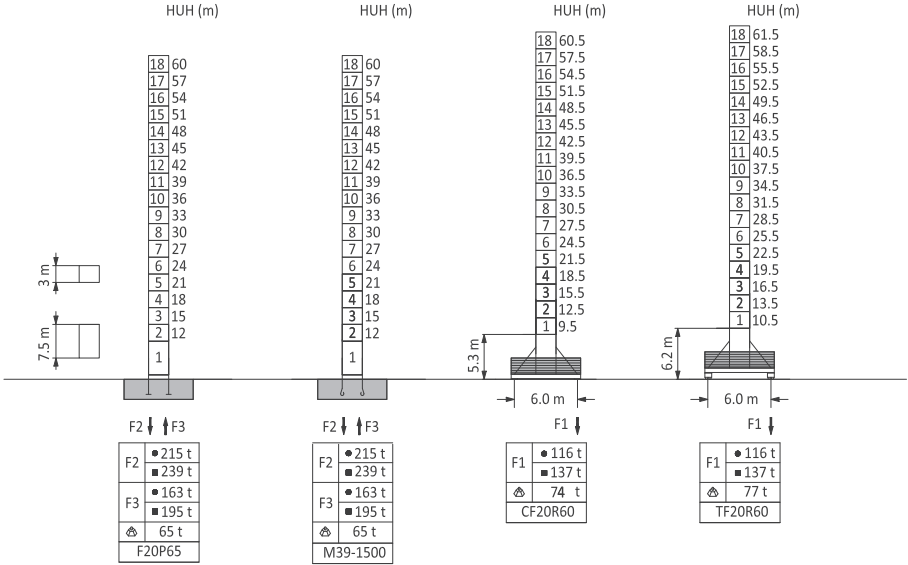 HUH (m) HUH (m) HUH (m) HUH (m)
18 60
17 57
16 54
15 51
14 48
13 45
12 42
11 39
10 36
9 33
8 30
7 27
6 24
5 21
4 18
3 15
2 12
1
3 m
7.5 m
F2 F3
F2 215 t
239 t
F3 163 t
195 t
65 t
F20P65
18 60
17 57
16 54
15 51
14 48
13 45
12 42
11 39
10 36
9 33
8 30
7 27
6 24
5 21
4 18
3 15
2 12
1
F2 F3
F2 215 t
239 t
F3 163 t
195 t
65 t
M39-1500
18 60.5
17 57.5
16 54.5
15 51.5
14 48.5
13 45.5
12 42.5
11 39.5
10 36.5
9 33.5
8 30.5
7 27.5
6 24.5
5 21.5
4 18.5
3 15.5
2 12.5
1 9.5
5.3 m
6.0 m
F1
F1 116 t
137 t
74 t
CF20R60
18 61.5
17 58.5
16 55.5
15 52.5
14 49.5
13 46.5
12 43.5
11 40.5
10 37.5
9 34.5
8 31.5
7 28.5
6 25.5
5 22.5
4 19.5
3 16.5
2 13.5
1 10.5
6.2 m
6.0 m
F1
F1 116 t
137 t
77 t
TF20R60